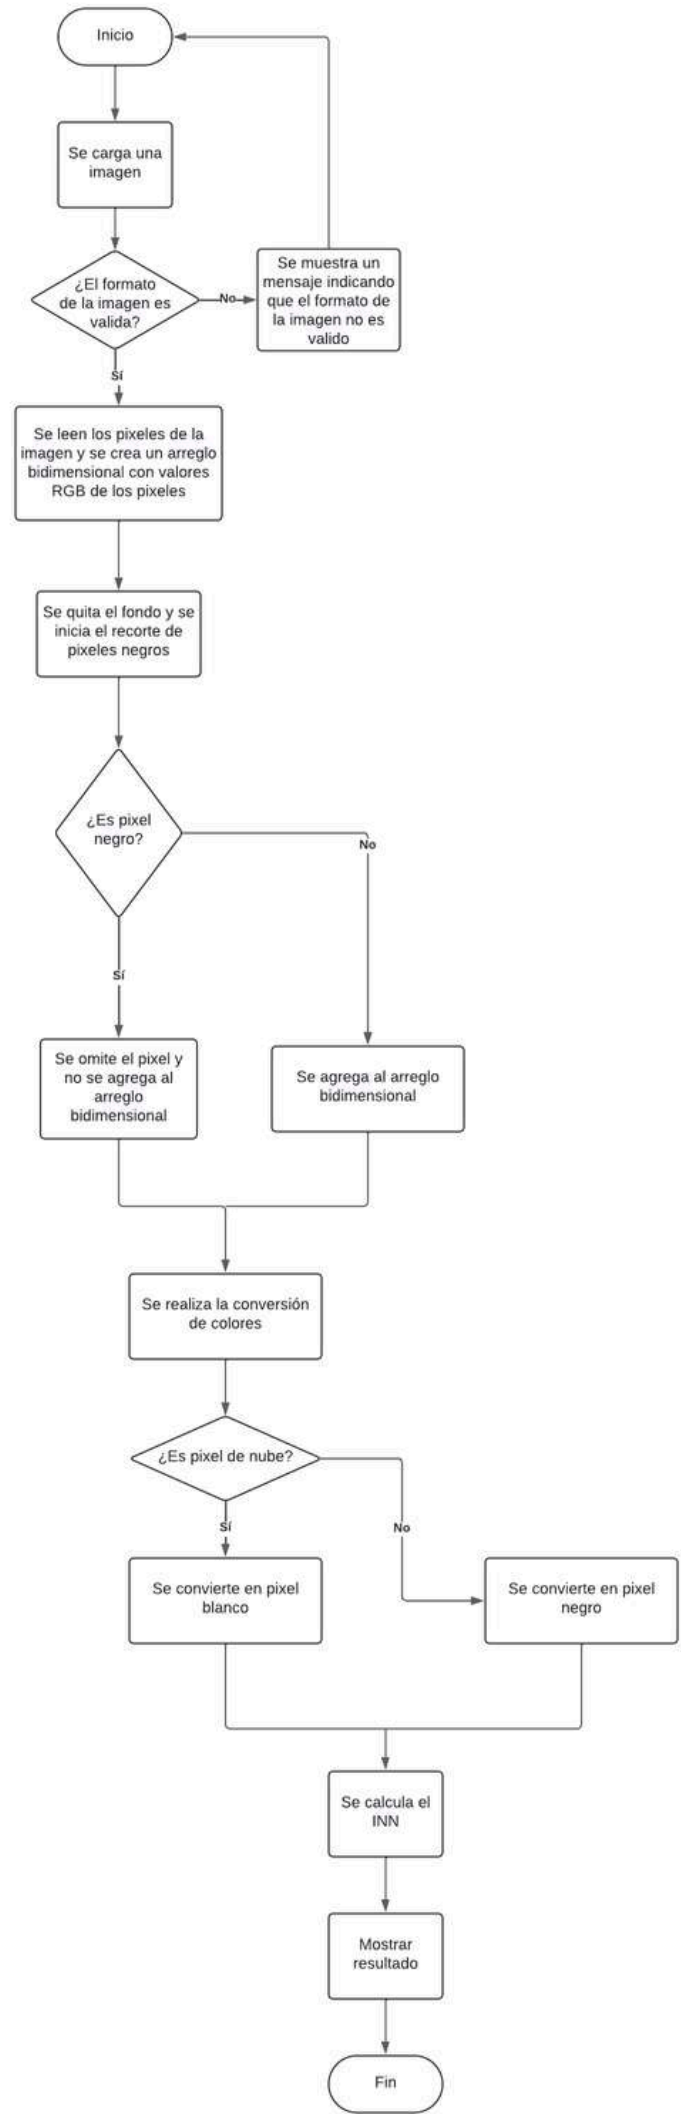 Inicio
Se carga una
imagen
¿El formato
de la imagen es
valida?
No
Se muestra un
mensaje indicando
que el formato de
la imagen no es
valido
Sí
Se leen los pixeles de la
imagen y se crea un arreglo
bidimensional con valores
RGB de los pixeles
Se quita el fondo y se
inicia el recorte de
pixeles negros
¿Es pixel
negro?
No
Sí
Se omite el pixel y
no se agrega al
arreglo
bidimensional
Se agrega al arreglo
bidimensional
Se realiza la conversión
de colores
¿Es pixel de nube?
Sí
No
Se convierte en pixel
blanco
Se convierte en pixel
negro
Se calcula el
INN
Mostrar
resultado
Fin